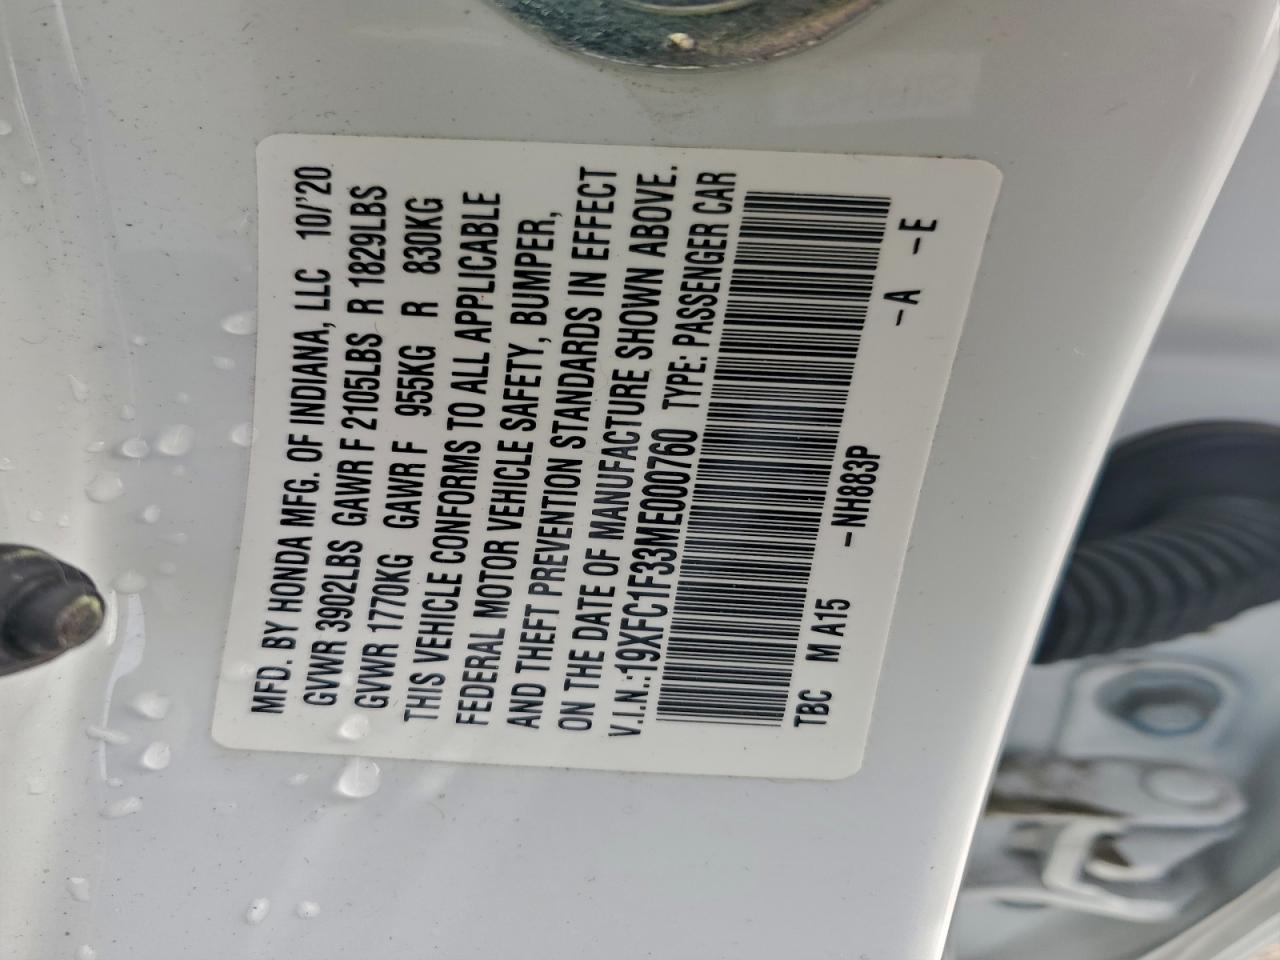 MFD. BY HONDA MFG. OF INDIANA, LLC 10/'20
GVWR 3902LBS GAWR F 2105LBS R 1829LBS
GVWR 1770KG GAWR F 955KG R 830KG
THIS VEHICLE CONFORMS TO ALL APPLICABLE
FEDERAL MOTOR VEHICLE SAFETY, BUMPER,
AND THEFT PREVENTION STANDARDS IN EFFECT
ON THE DATE OF MANUFACTURE SHOWN ABOVE.
V.I.N.:19XFC1F33ME000760 TYPE: PASSENGER CAR
TBC M A15 -NH883P -A -E